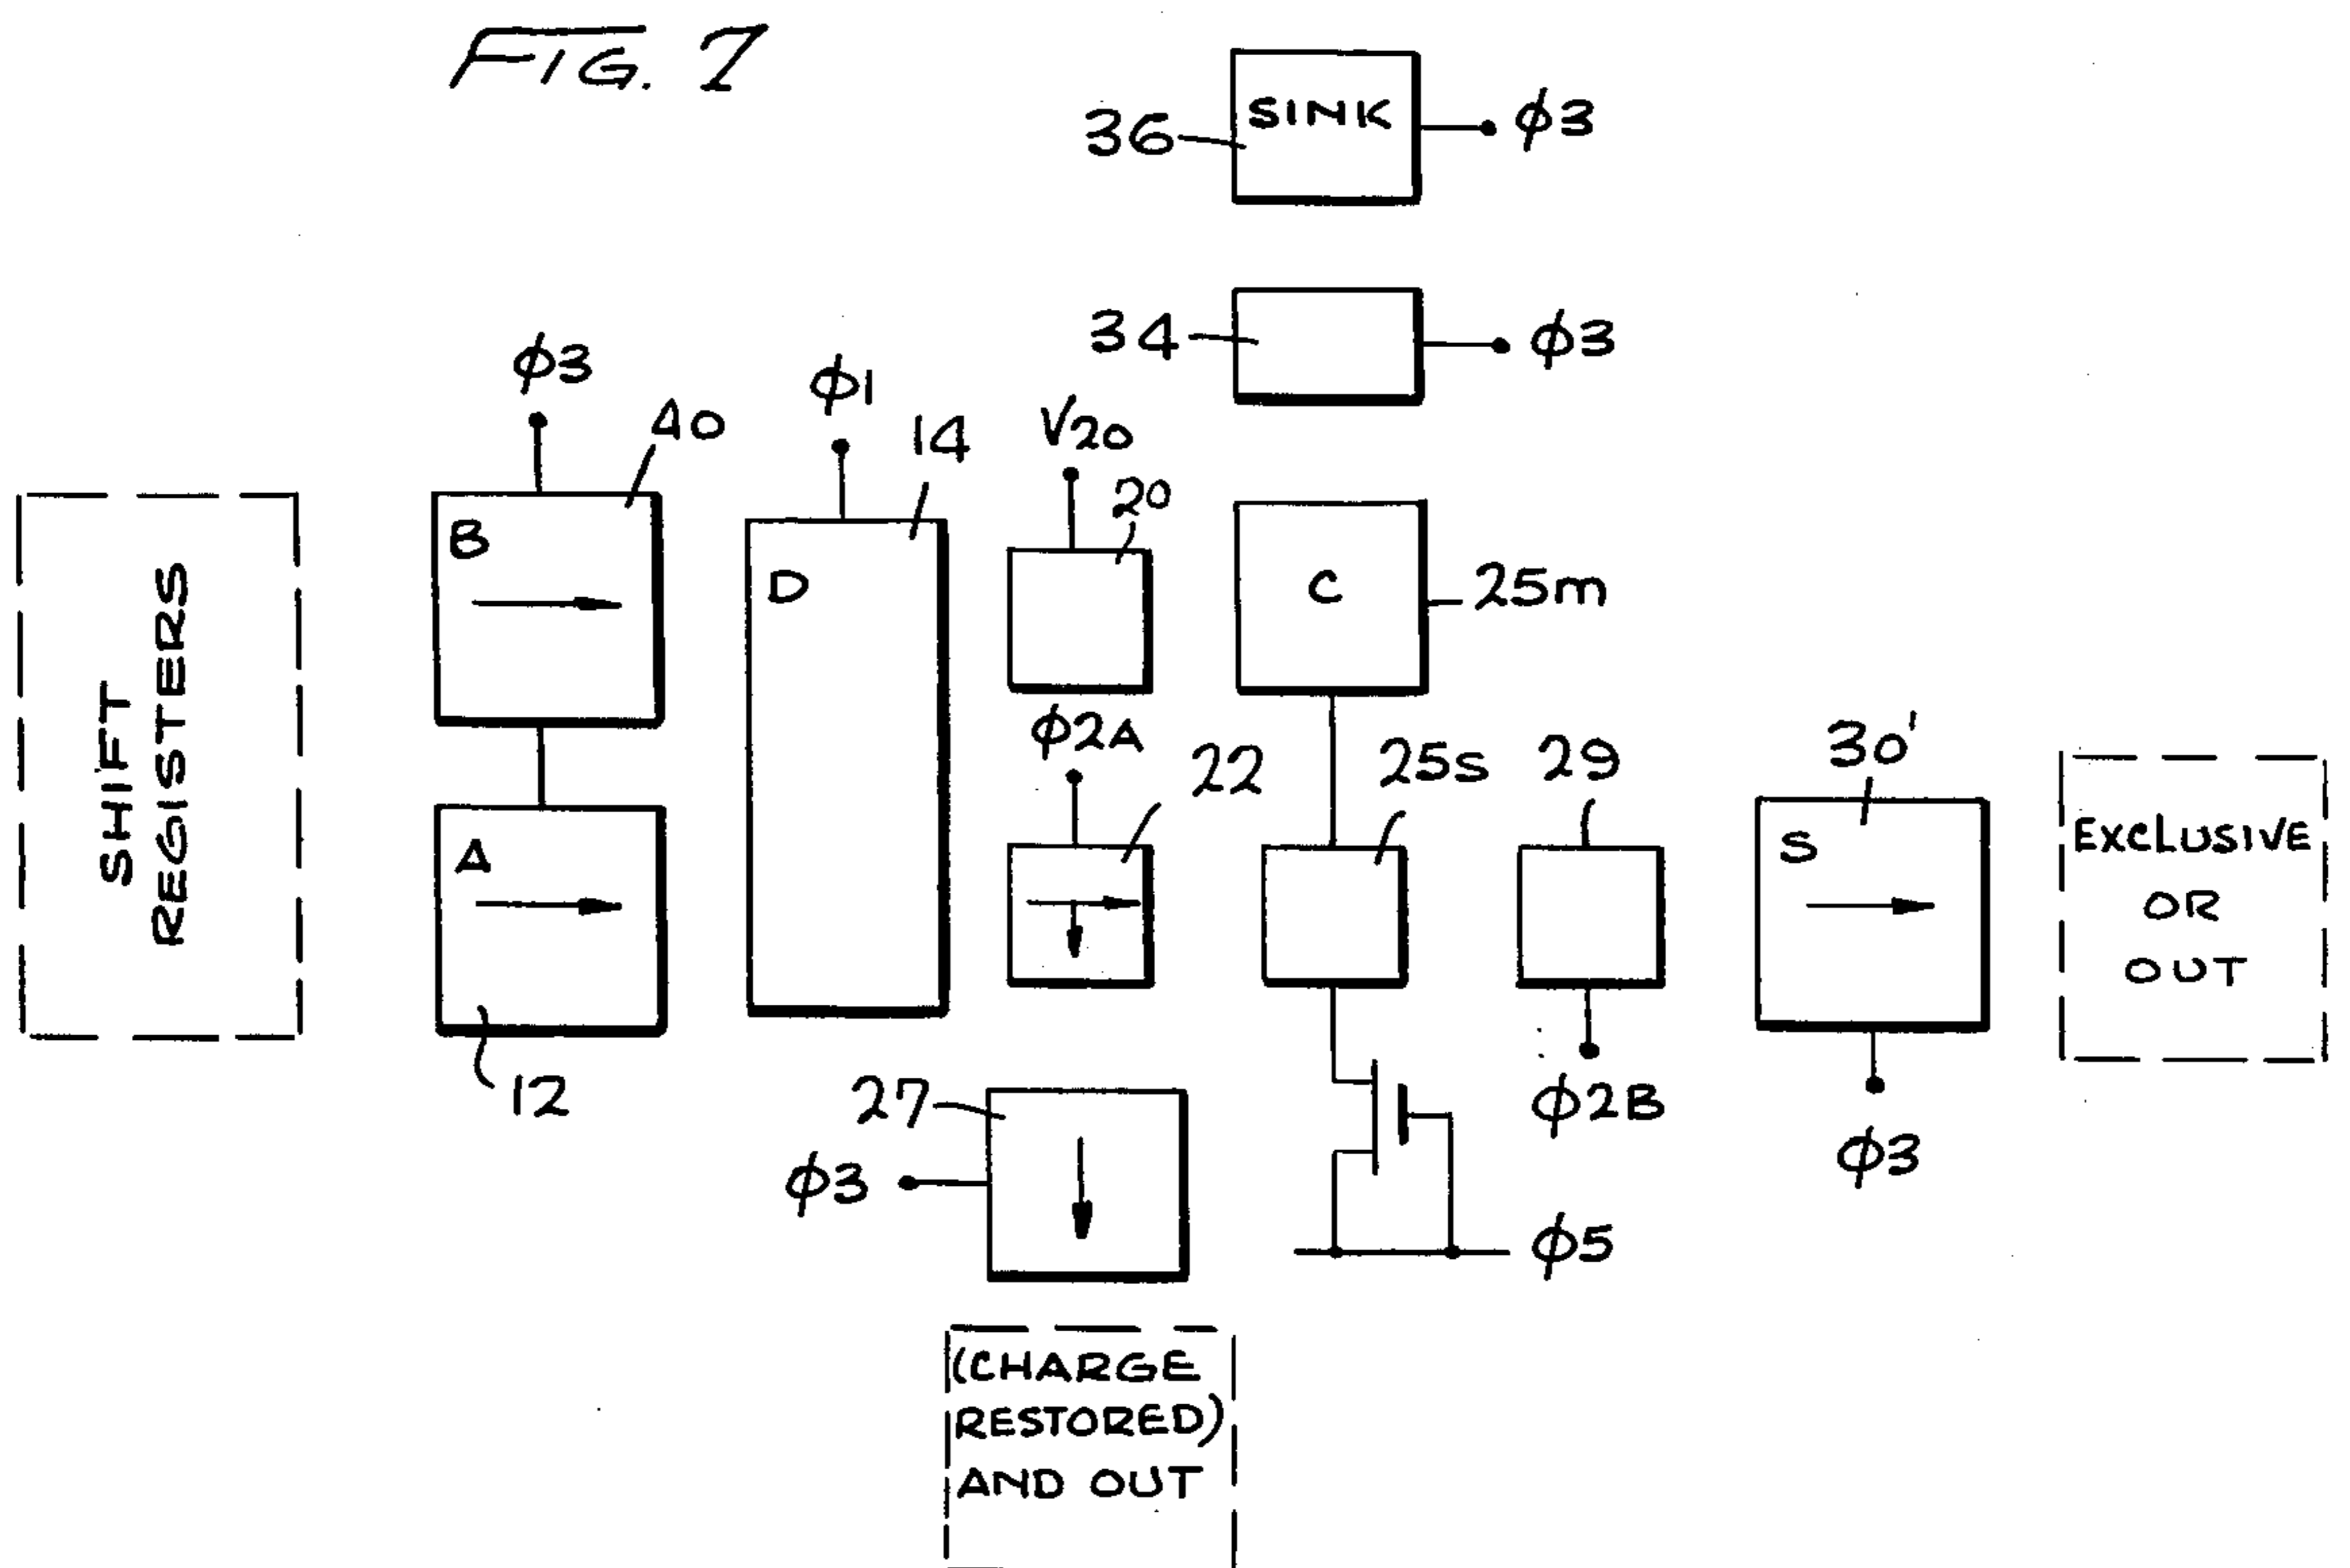 FIG. 7
SINK
36
ϕ3
34
ϕ3
ϕ3
40
ϕ1
14
V20
20
B
D
C
25m
SHIFT
REGISTERS
ϕ2A
22
25s
29
30'
A
S
EXCLUSIVE
OR
OUT
12
27
ϕ3
ϕ2B
ϕ3
ϕ5
(CHARGE
RESTORED)
AND OUT